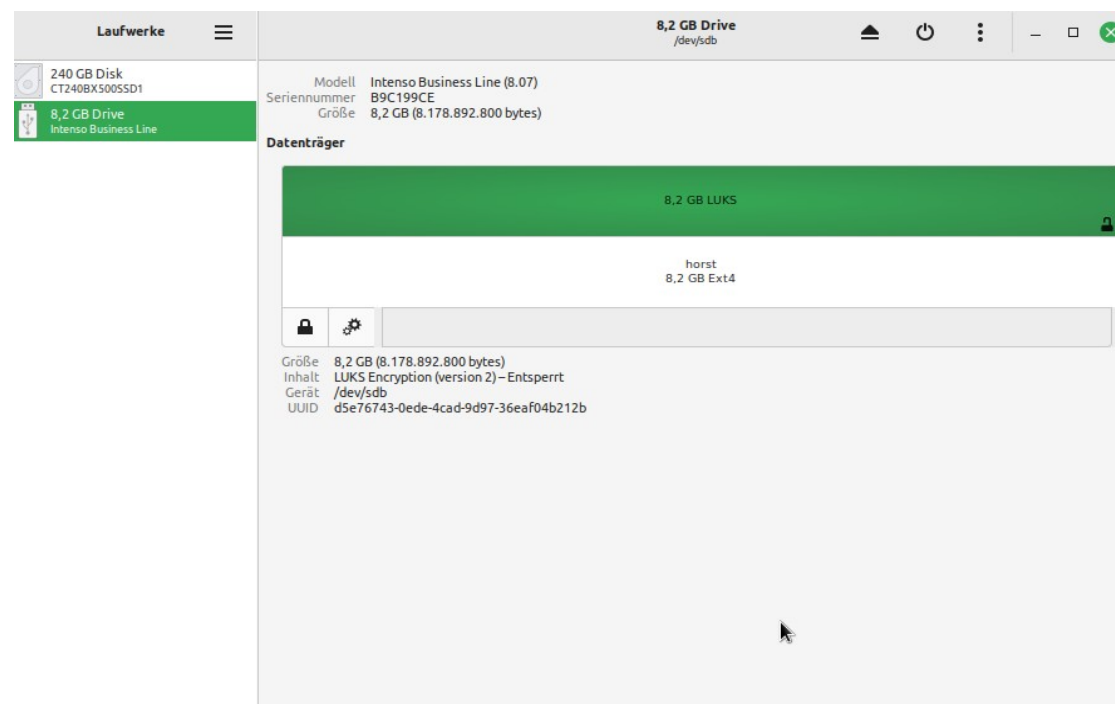 Laufwerke
8,2 GB Drive
/dev/sdb
240 GB Disk
CT240BX500SSD1
8,2 GB Drive
Intenso Business Line
Modell Intenso Business Line (8.07)
Seriennummer B9C199CE
Größe 8,2 GB (8.178.892.800 bytes)
Datenträger
8,2 GB LUKS
horst
8,2 GB Ext4
Größe 8,2 GB (8.178.892.800 bytes)
Inhalt LUKS Encryption (version 2) – Entsperrt
Gerät /dev/sdb
UUID d5e76743-0ede-4cad-9d97-36eaf04b212b